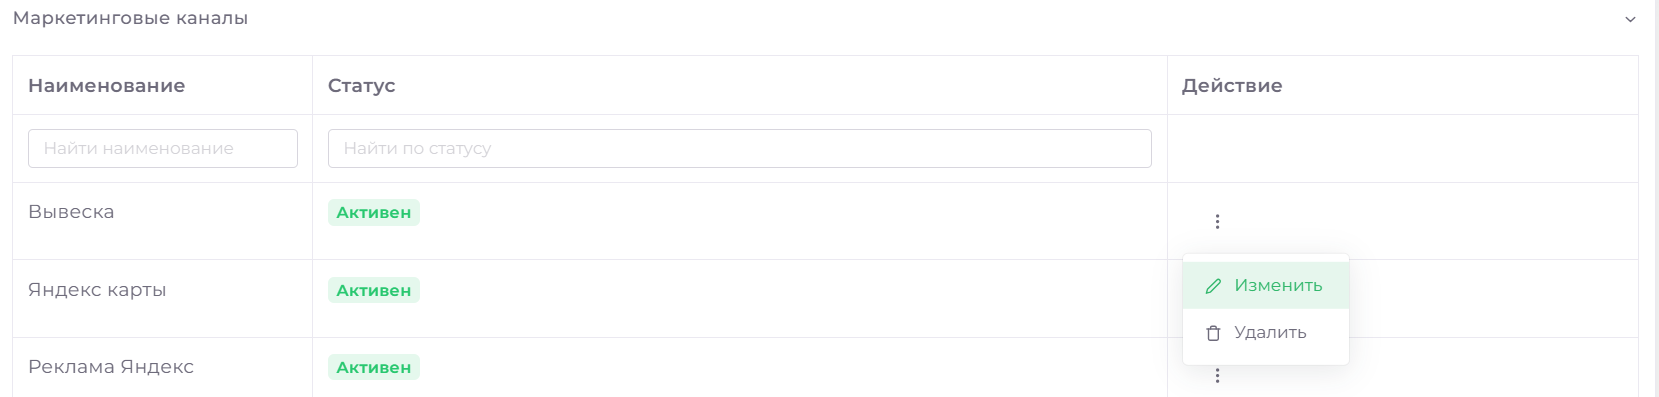 Маркетинговые каналы
Наименование Статус Действие
Найти наименование Найти по статусу
Вывеска Активен
Яндекс карты Активен
Изменить
Удалить
Реклама Яндекс Активен